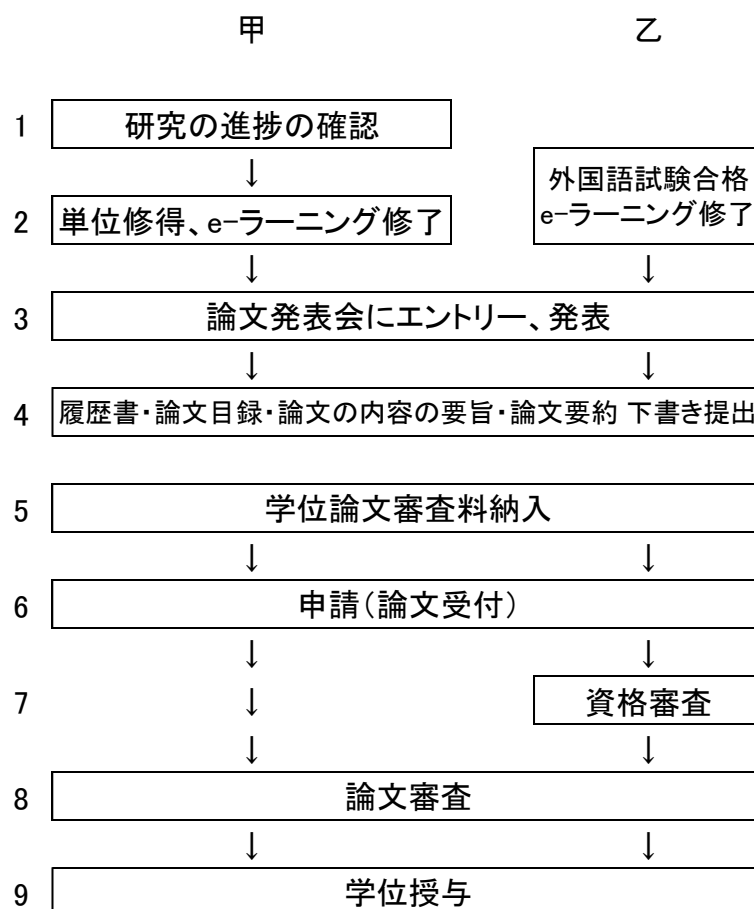 甲 乙
1 研究の進捗の確認
↓
外国語試験合格
2 単位修得、e-ラーニング修了 e-ラーニング修了
↓ ↓
3 論文発表会にエントリー、発表
↓ ↓
4 履歴書・論文目録・論文の内容の要旨・論文要約 下書き提出
5 学位論文審査料納入
↓ ↓
6 申請(論文受付)
↓ ↓
7 ↓ 資格審査
↓ ↓
8 論文審査
↓ ↓
9 学位授与